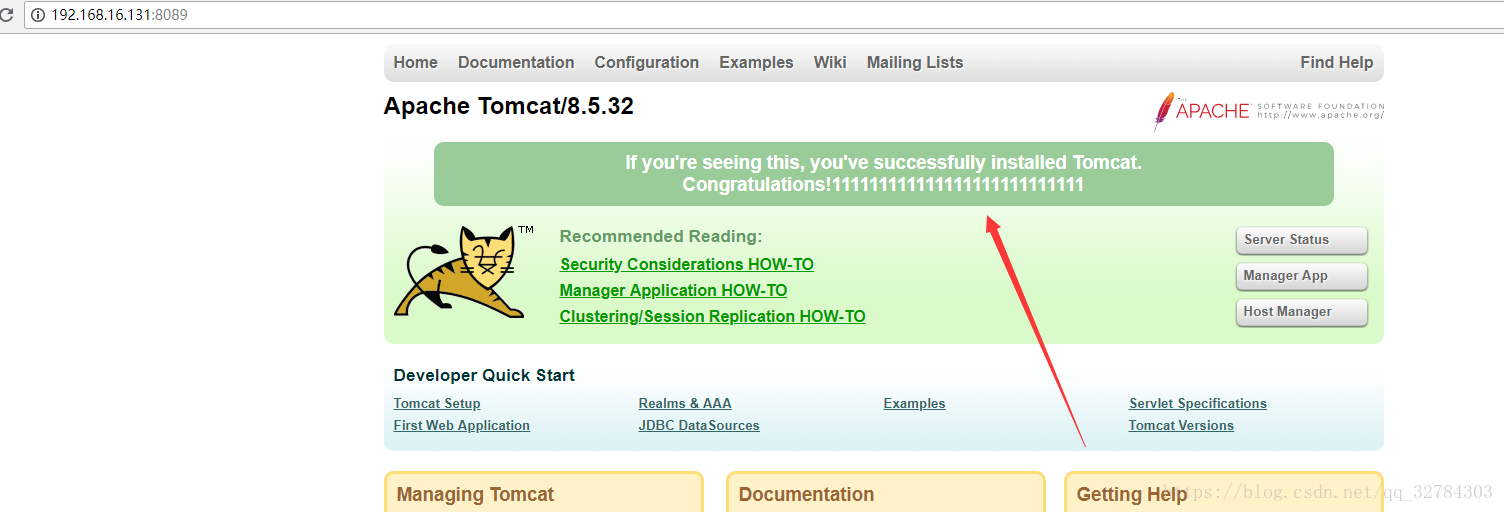 192.168.16.131:8089
Home Documentation Configuration Examples Wiki Mailing Lists Find Help
Apache Tomcat/8.5.32
THE APACHE SOFTWARE FOUNDATION
http://www.apache.org/
If you're seeing this, you've successfully installed Tomcat.
Congratulations!1111111111111111111111111111
TM
Recommended Reading:
Security Considerations HOW-TO
Manager Application HOW-TO
Clustering/Session Replication HOW-TO
Server Status
Manager App
Host Manager
Developer Quick Start
Tomcat Setup Realms & AAA Examples Servlet Specifications
First Web Application JDBC DataSources Tomcat Versions
Managing Tomcat Documentation Getting Help
https://blog.csdn.net/qq_32784303